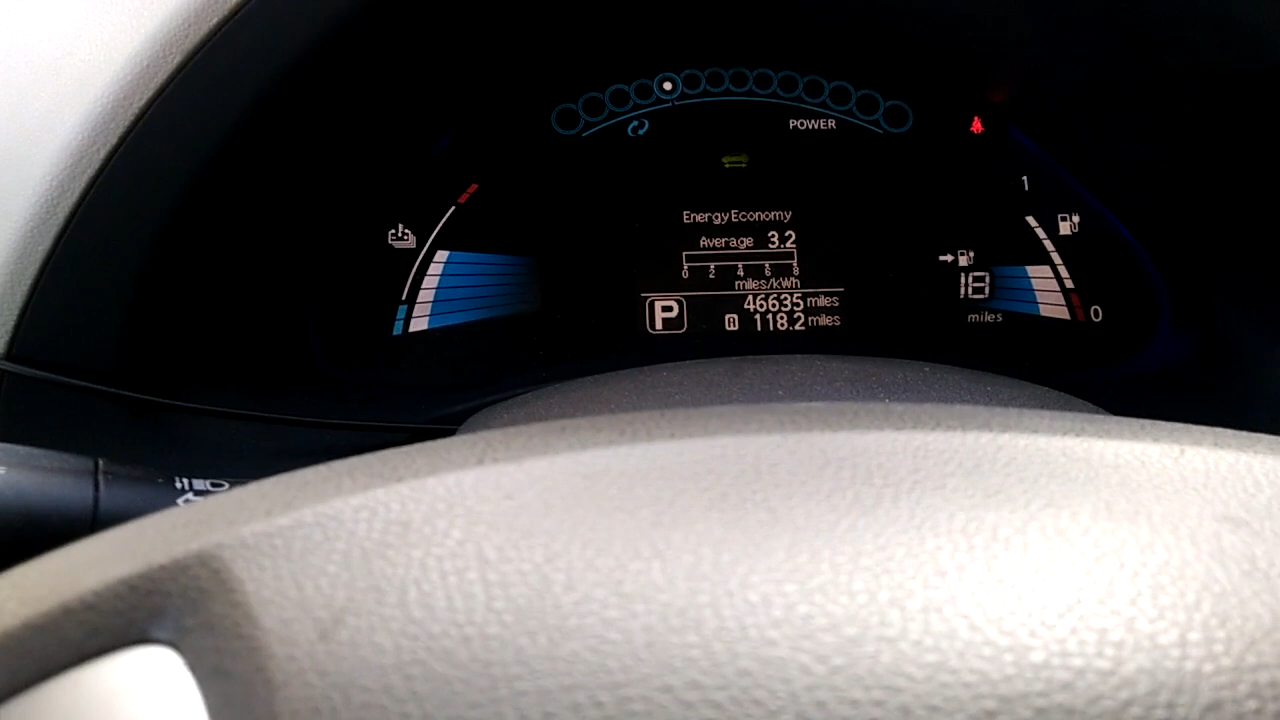 POWER
1
Energy Economy
Average 3.2
0 2 4 6 8
miles/kWh
18
miles
0
P
46635 miles
A 118.2 miles